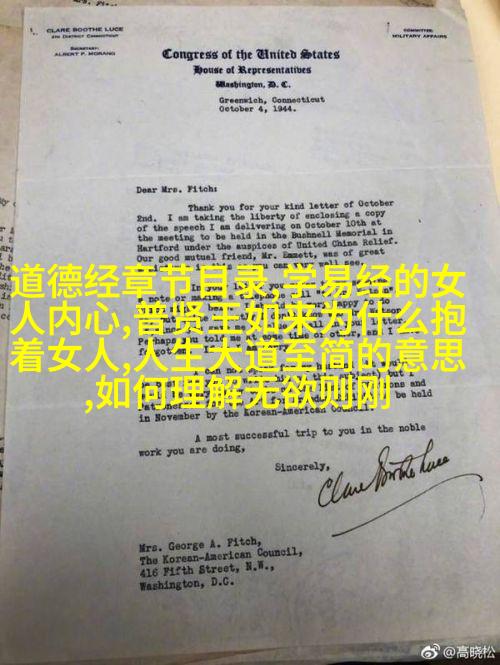 CLARE BOOTHE LUCE
4TH DISTRICT CONNECTICUT
SECRETARY:
ALBERT P. MORANO
COMMITTEE:
MILITARY AFFAIRS
Congress of the United States
House of Representatives
Washington, D. C.
Greenwich, Connecticut
October 4, 1944.
Dear Mrs. Fitch:
Thank you for your kind letter of October
2nd. I am taking the liberty of enclosing a copy
of the speech I am delivering on October 10th at
the meeting to be held in the Bushnell Memorial in
Hartford under the auspices of United China Relief.
Our good mutual friend, Mr. Emmett, was of great
道德经章节目录,学易经的女
人内心,普贤王如来为什么抱
着女人,人生大道至简的意思
,如何理解无欲则刚
be held
in November by the Korean-American Council
A most successful trip to you in the noble
work you are doing,
Sincerely,
Clare Boothe Luce
Mrs. George A. Fitch,
The Korean-American Council,
416 Fifth Street, N.W.,
Washington, D.C.
@高晓松